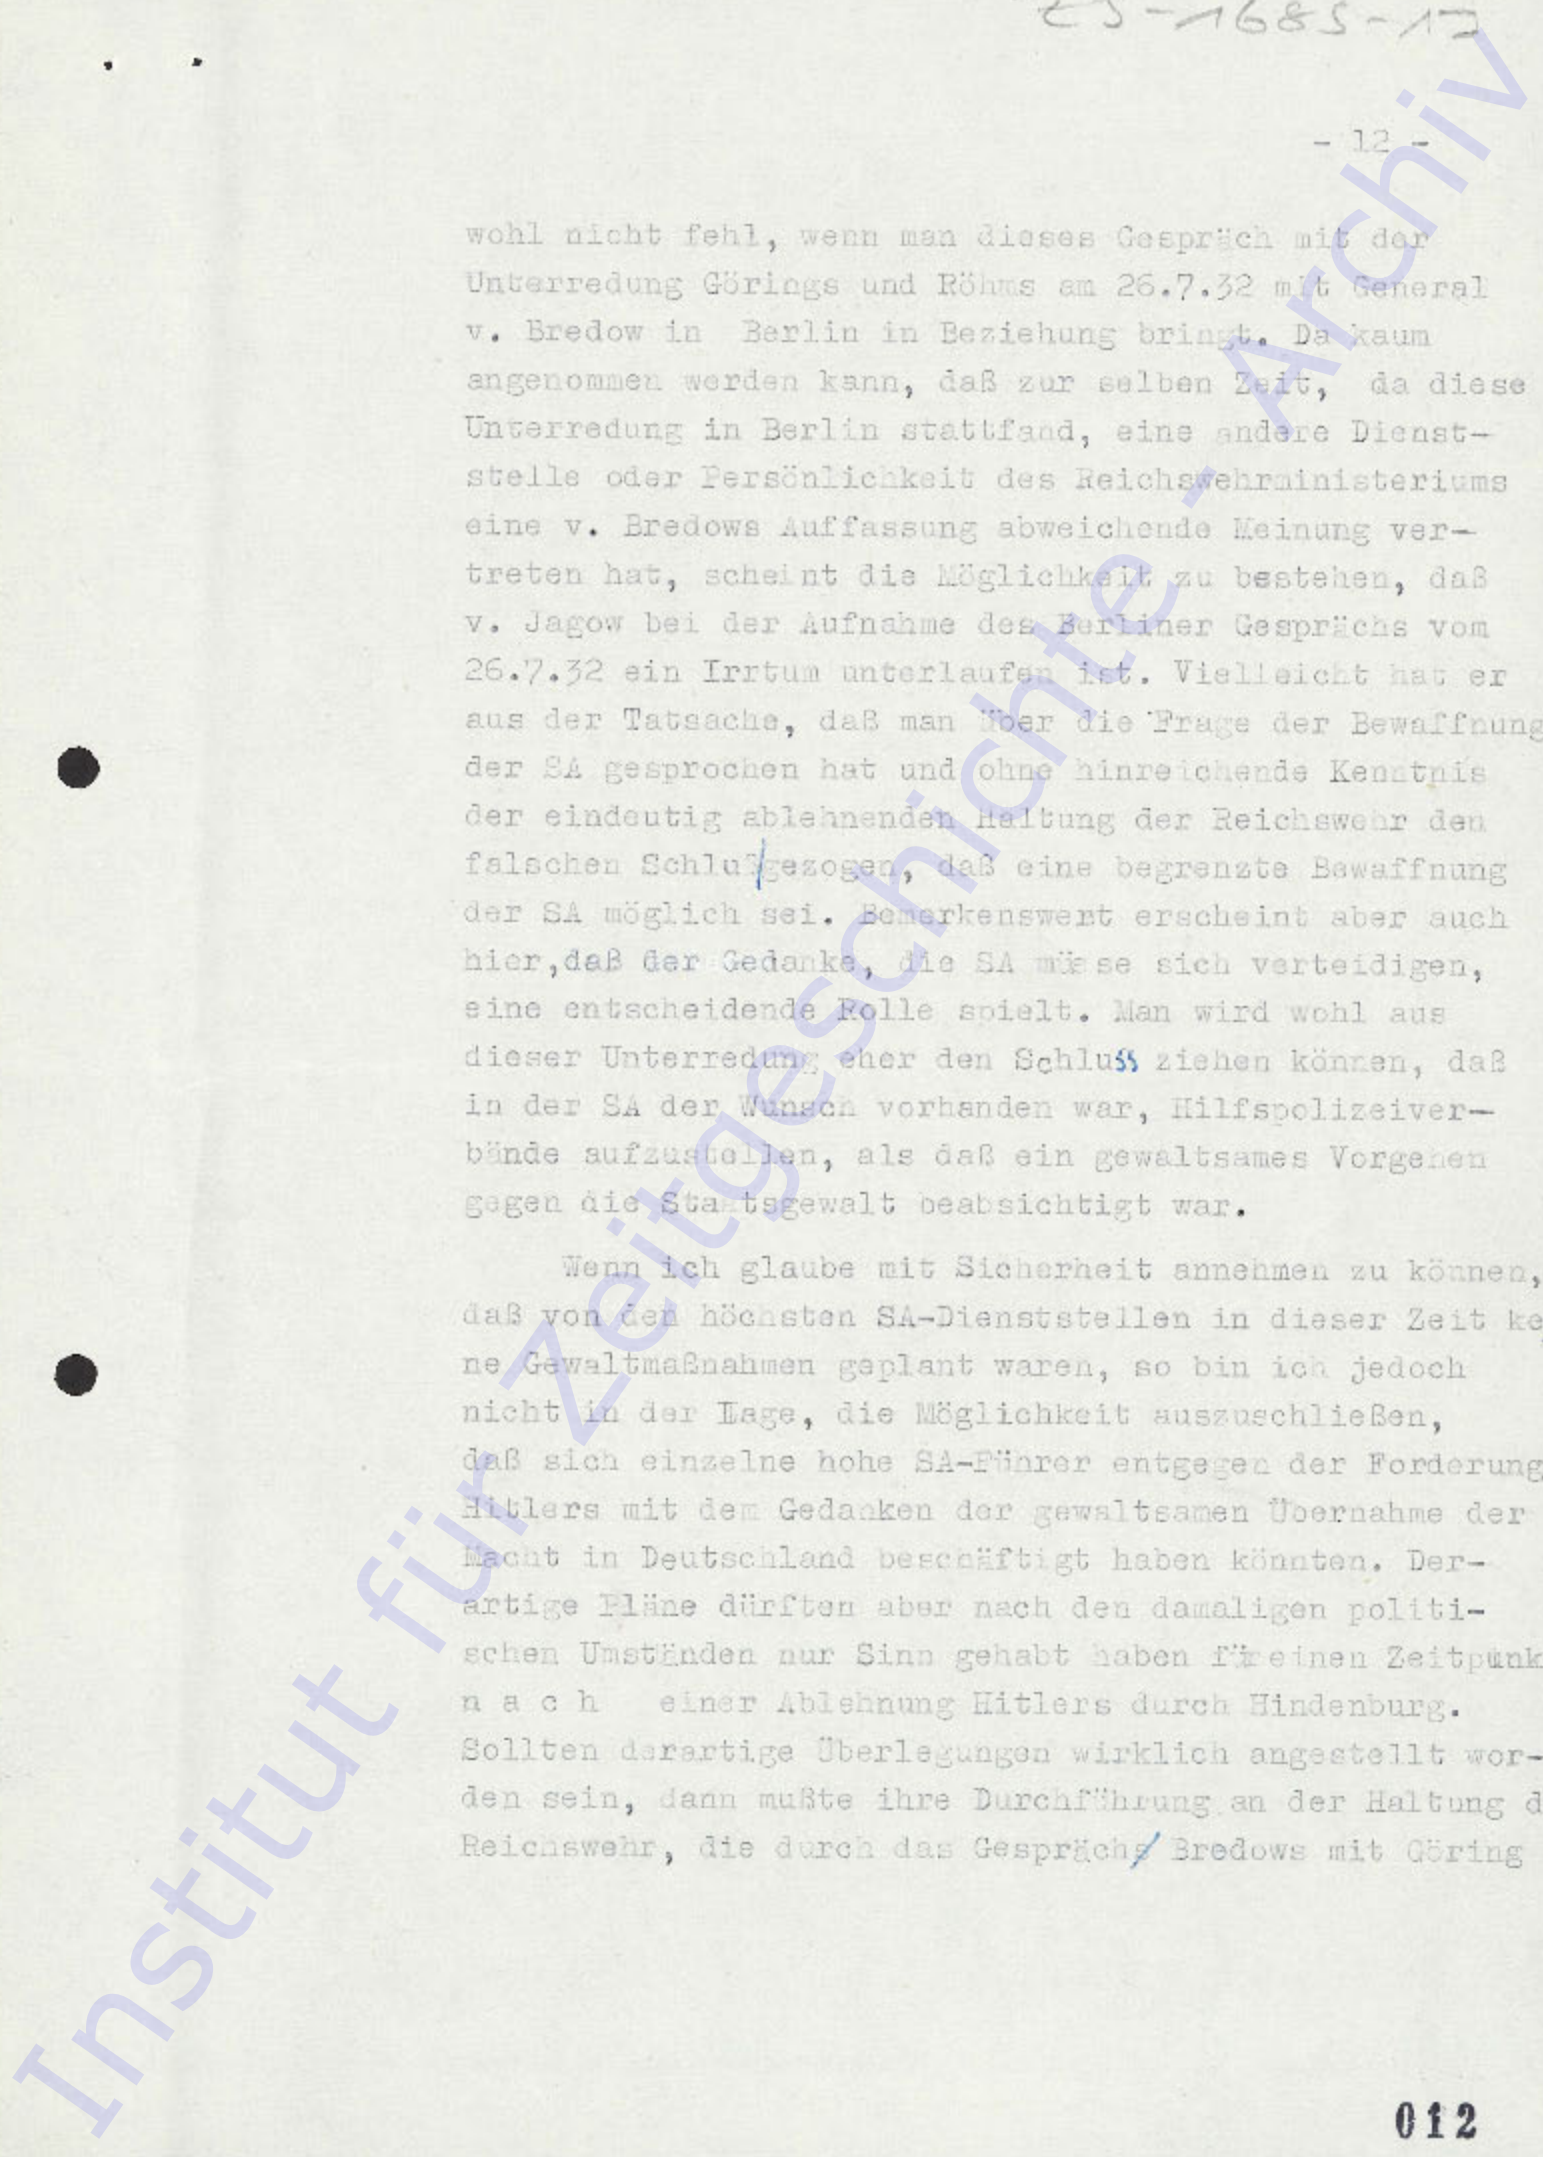 ZS-1685-12
- 12 -
wohl nicht fehl, wenn man dieses Gespräch mit der
Unterredung Görings und Röhms am 26.7.32 mit General
v. Bredow in Berlin in Beziehung bringt. Da kaum
angenommen werden kann, daß zur selben Zeit, da diese
Unterredung in Berlin stattfand, eine andere Dienst-
stelle oder Persönlichkeit des Reichswehrministeriums
eine v. Bredows Auffassung abweichende Meinung ver-
treten hat, scheint die Möglichkeit zu bestehen, daß
v. Jagow bei der Aufnahme des Berliner Gesprächs vom
26.7.32 ein Irrtum unterlaufen ist. Vielleicht hat er
aus der Tatsache, daß man über die Frage der Bewaffnung
der SA gesprochen hat und ohne hinreichende Kenntnis
der eindeutig ablehnenden Haltung der Reichswehr den
falschen Schluß/gezogen, daß eine begrenzte Bewaffnung
der SA möglich sei. Bemerkenswert erscheint aber auch
hier,daß der Gedanke, die SA müsse sich verteidigen,
eine entscheidende Rolle spielt. Man wird wohl aus
dieser Unterredung eher den Schluss ziehen können, daß
in der SA der Wunsch vorhanden war, Hilfspolizeiver-
bände aufzustellen, als daß ein gewaltsames Vorgehen
gegen die Staatsgewalt beabsichtigt war.
Wenn ich glaube mit Sicherheit annehmen zu können,
daß von den höchsten SA-Dienststellen in dieser Zeit ke
ne Gewaltmaßnahmen geplant waren, so bin ich jedoch
nicht in der Lage, die Möglichkeit auszuschließen,
daß sich einzelne hohe SA-Führer entgegen der Forderung
Hitlers mit dem Gedanken der gewaltsamen Übernahme der
Macht in Deutschland beschäftigt haben könnten. Der-
artige Pläne dürften aber nach den damaligen politi-
schen Umständen nur Sinn gehabt haben für einen Zeitpunk
n a c h einer Ablehnung Hitlers durch Hindenburg.
Sollten derartige Überlegungen wirklich angestellt wor-
den sein, dann mußte ihre Durchführung an der Haltung d
Reichswehr, die durch das Gesprächs Bredows mit Göring
012
Institut für Zeitgeschichte - Archiv